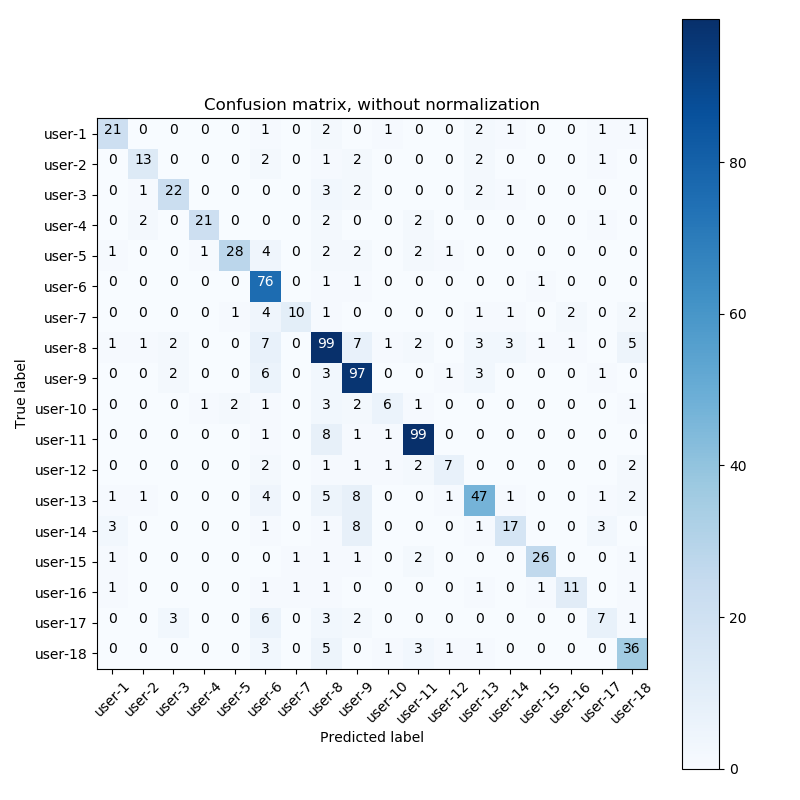 Confusion matrix, without normalization
user-1 21 0 0 0 0 1 0 2 0 1 0 0 2 1 0 0 1 1
user-2 0 13 0 0 0 2 0 1 2 0 0 0 2 0 0 0 1 0
user-3 0 1 22 0 0 0 0 3 2 0 0 0 2 1 0 0 0 0
user-4 0 2 0 21 0 0 0 2 0 0 2 0 0 0 0 0 1 0
user-5 1 0 0 1 28 4 0 2 2 0 2 1 0 0 0 0 0 0
user-6 0 0 0 0 0 76 0 1 1 0 0 0 0 0 1 0 0 0
user-7 0 0 0 0 1 4 10 1 0 0 0 0 1 1 0 2 0 2
user-8 1 1 2 0 0 7 0 99 7 1 2 0 3 3 1 1 0 5
user-9 0 0 2 0 0 6 0 3 97 0 0 1 3 0 0 0 1 0
user-10 0 0 0 1 2 1 0 3 2 6 1 0 0 0 0 0 0 1
user-11 0 0 0 0 0 1 0 8 1 1 99 0 0 0 0 0 0 0
user-12 0 0 0 0 0 2 0 1 1 1 2 7 0 0 0 0 0 2
user-13 1 1 0 0 0 4 0 5 8 0 0 1 47 1 0 0 1 2
user-14 3 0 0 0 0 1 0 1 8 0 0 0 1 17 0 0 3 0
user-15 1 0 0 0 0 0 1 1 1 0 2 0 0 0 26 0 0 1
user-16 1 0 0 0 0 1 1 0 0 0 0 0 1 0 1 11 0 1
user-17 0 0 3 0 0 6 0 3 2 0 0 0 0 0 0 0 7 1
user-18 0 0 0 0 0 3 0 5 0 1 3 1 1 0 0 0 0 36
user-1 user-2 user-3 user-4 user-5 user-6 user-7 user-8 user-9 user-10 user-11 user-12 user-13 user-14 user-15 user-16 user-17 user-18
Predicted label
True label
80
60
40
20
0